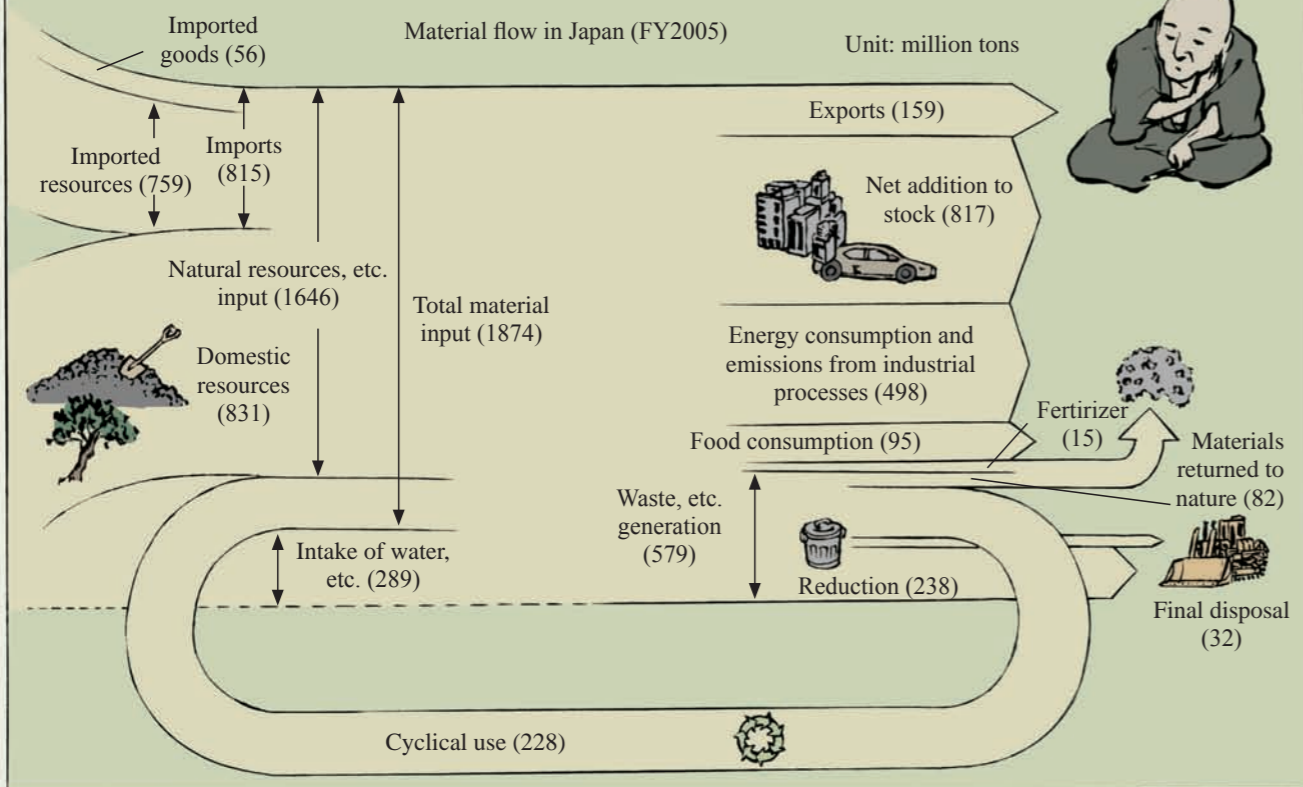 Material flow in Japan (FY2005)
Unit: million tons
Imported
goods (56)
Imported
resources (759)
Imports
(815)
Natural resources, etc.
input (1646)
Total material
input (1874)
Domestic
resources
(831)
Intake of water,
etc. (289)
Exports (159)
Net addition to
stock (817)
Energy consumption and
emissions from industrial
processes (498)
Food consumption (95)
Fertirizer
(15)
Materials
returned to
nature (82)
Waste, etc.
generation
(579)
Reduction (238)
Final disposal
(32)
Cyclical use (228)